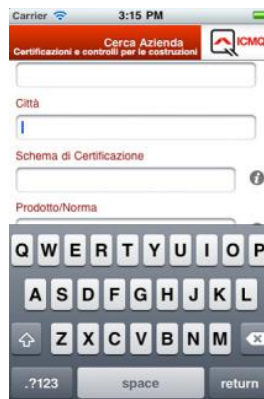 Carrier 3:15 PM
Cerca Azienda
Certificazioni e controlli per le costruzioni
ICMQ
Città
Schema di Certificazione
Prodotto/Norma
Q W E R T Y U I O P
A S D F G H J K L
Z X C V B N M
.?123 space return